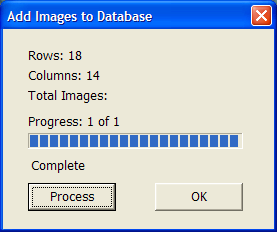 Add Images to Database
Rows: 18
Columns: 14
Total Images:
Progress: 1 of 1
Complete
Process
OK